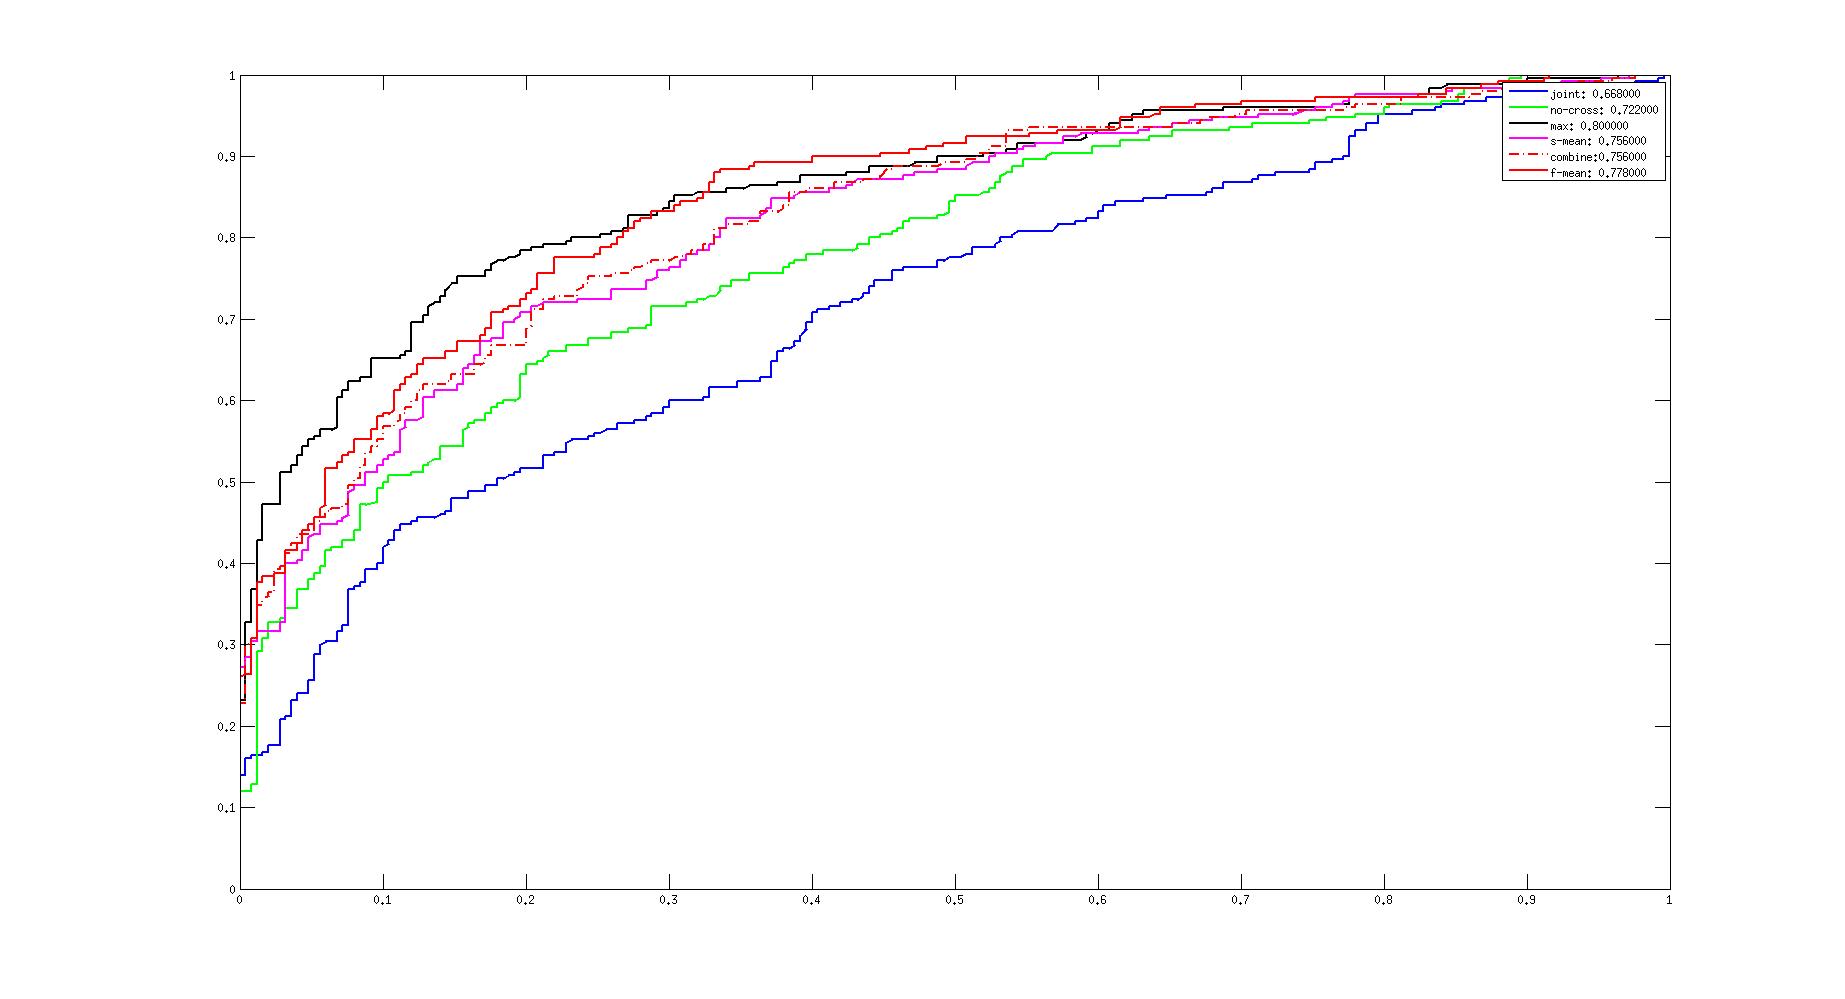 1
0.9
0.8
0.7
0.6
0.5
0.4
0.3
0.2
0.1
0
0 0.1 0.2 0.3 0.4 0.5 0.6 0.7 0.8 0.9 1
joint: 0.668000
no-cross: 0.722000
max: 0.800000
s-mean: 0.756000
combine:0.756000
f-mean: 0.778000